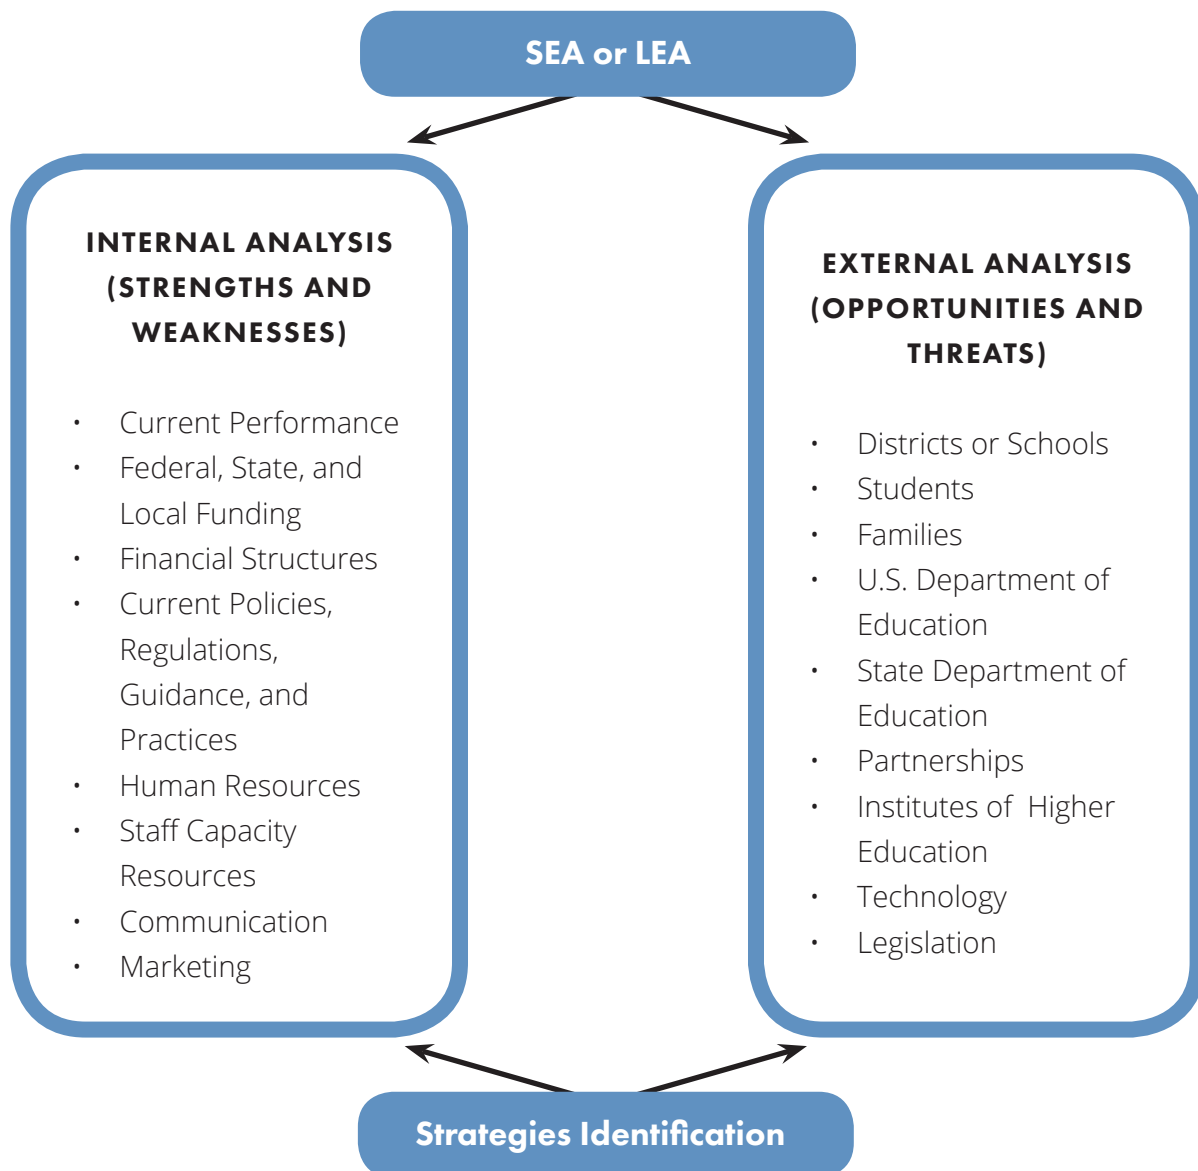 SEA or LEA
INTERNAL ANALYSIS
(STRENGTHS AND
WEAKNESSES)
• Current Performance
• Federal, State, and
Local Funding
• Financial Structures
• Current Policies,
Regulations,
Guidance, and
Practices
• Human Resources
• Staff Capacity
Resources
• Communication
• Marketing
EXTERNAL ANALYSIS
(OPPORTUNITIES AND
THREATS)
• Districts or Schools
• Students
• Families
• U.S. Department of
Education
• State Department of
Education
• Partnerships
• Institutes of Higher
Education
• Technology
• Legislation
Strategies Identification